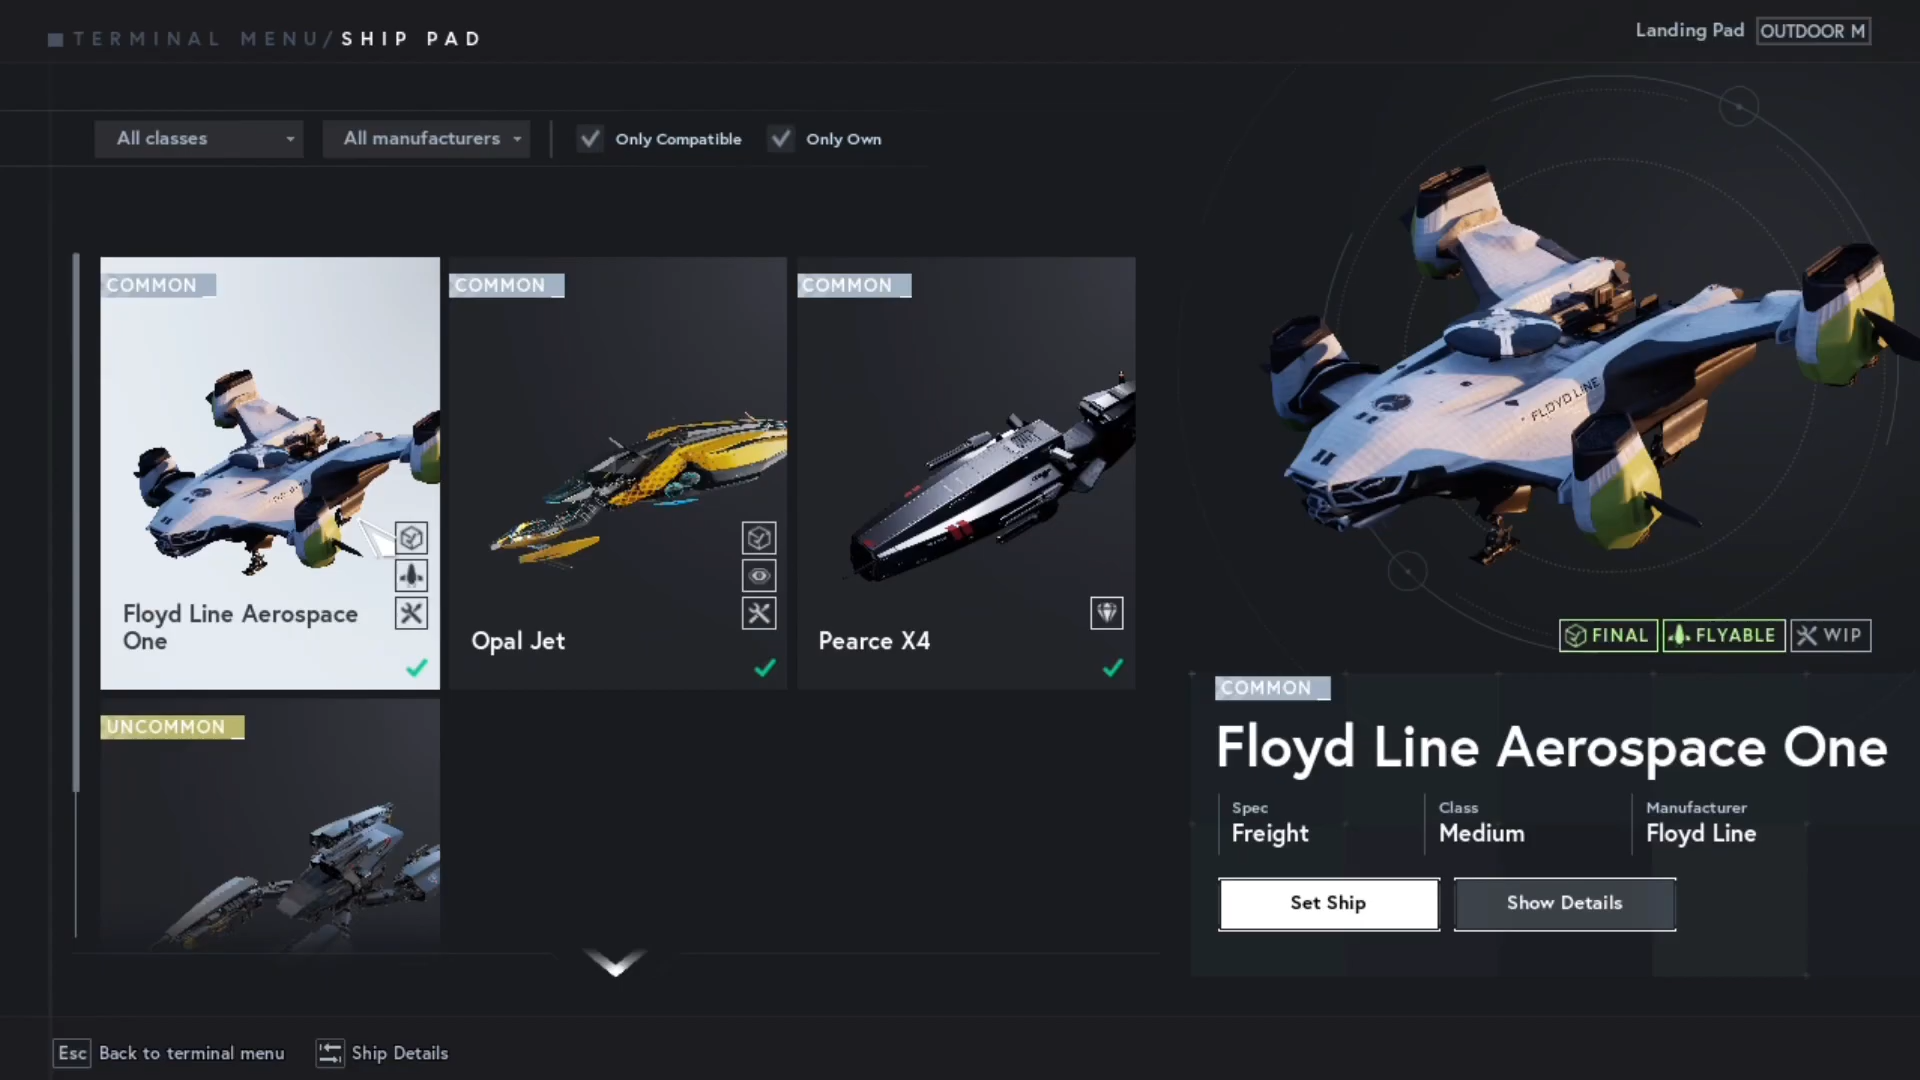 TERMINAL MENU/SHIP PAD
Landing Pad OUTDOOR M
All classes
All manufacturers
Only Compatible
Only Own
COMMON _
COMMON _
COMMON _
Floyd Line Aerospace
One
Opal Jet
Pearce X4
UNCOMMON _
FLOYD LINE
FINAL
FLYABLE
WIP
COMMON _
Floyd Line Aerospace One
Spec
Freight
Class
Medium
Manufacturer
Floyd Line
Set Ship
Show Details
Esc Back to terminal menu
Ship Details